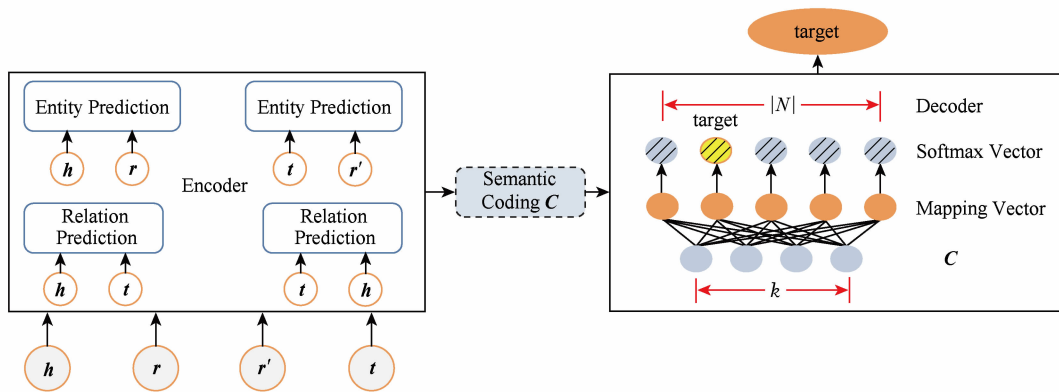 target
Entity Prediction
Entity Prediction
h
r
t
r′
Encoder
Relation
Prediction
Relation
Prediction
h
t
t
h
h
r
r′
t
Semantic
Coding C
|N|
Decoder
target
Softmax Vector
Mapping Vector
C
k